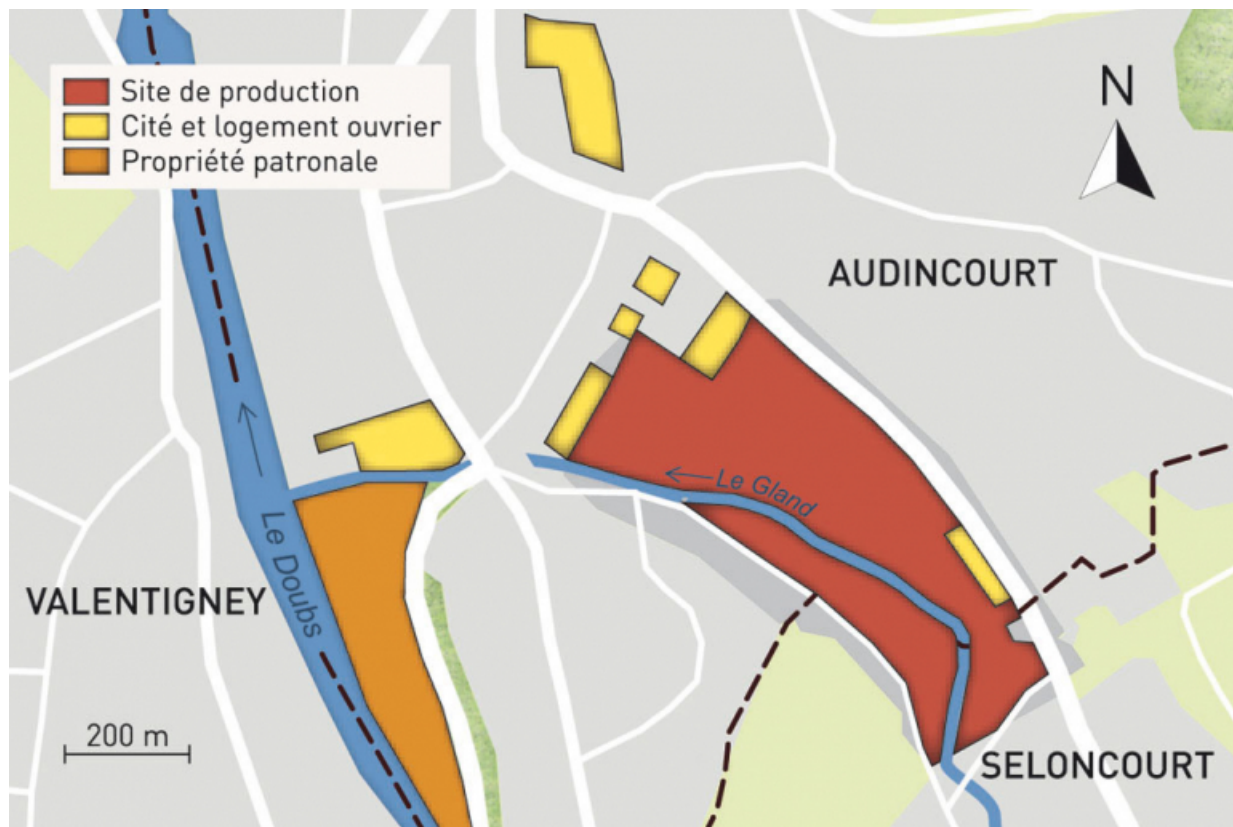 Site de production
Cité et logement ouvrier
Propriété patronale
N
AUDINCOURT
Le Gland
Le Doubs
VALENTIGNEY
200 m
SELONCOURT